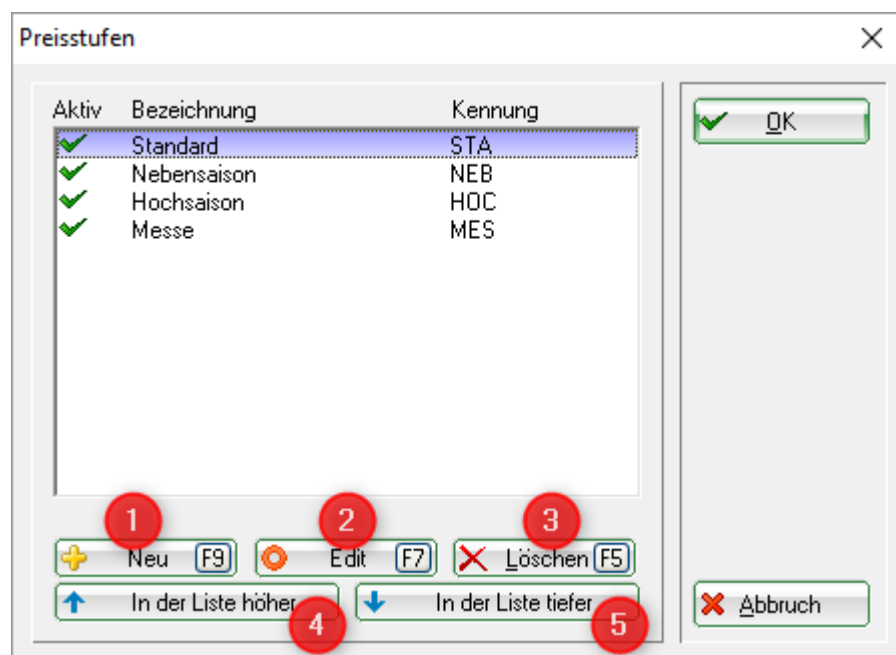 Preisstufen
Aktiv Bezeichnung Kennung
Standard STA
Nebensaison NEB
Hochsaison HOC
Messe MES
OK
1 2 3
Neu F9 Edit F7 Löschen F5
In der Liste höher In der Liste tiefer
4 5
Abbruch